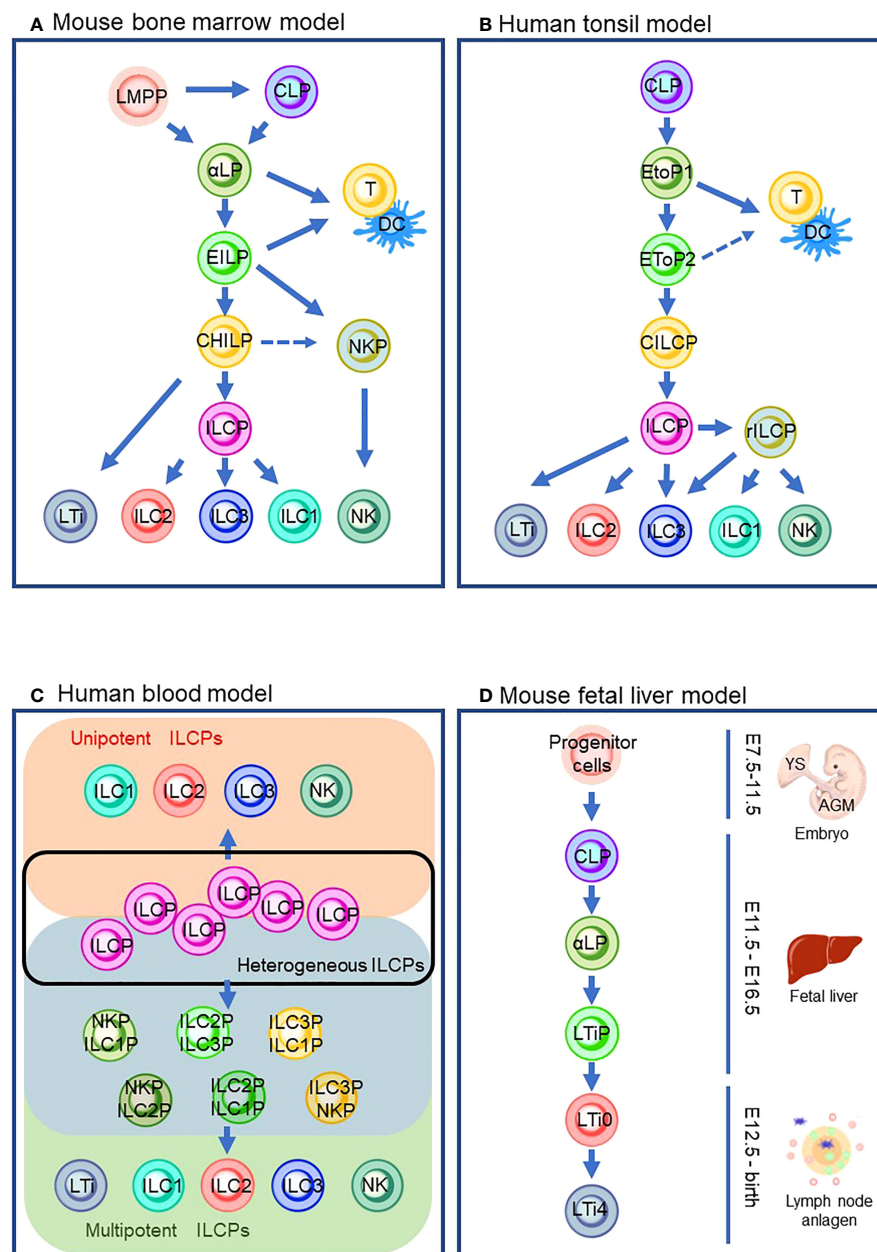 A Mouse bone marrow model
LMPP
CLP
αLP
T
DC
EILP
CHILP
NKP
ILCP
LTi
ILC2
ILC3
ILC1
NK
B Human tonsil model
CLP
EtoP1
T
DC
EToP2
CILCP
ILCP
rILCP
LTi
ILC2
ILC3
ILC1
NK
C Human blood model
Unipotent ILCPs
ILC1
ILC2
ILC3
NK
ILCP
ILCP
ILCP
ILCP
ILCP
ILCP
Heterogeneous ILCPs
NKP
ILC1P
ILC2P
ILC3P
ILC3P
ILC1P
NKP
ILC2P
ILC2P
ILC1P
ILC3P
NKP
LTi
ILC1
ILC2
ILC3
NK
Multipotent ILCPs
D Mouse fetal liver model
Progenitor
cells
CLP
αLP
LTiP
LTi0
LTi4
E7.5-11.5
YS
AGM
Embryo
E11.5 - E16.5
Fetal liver
E12.5 - birth
Lymph node
anlagen